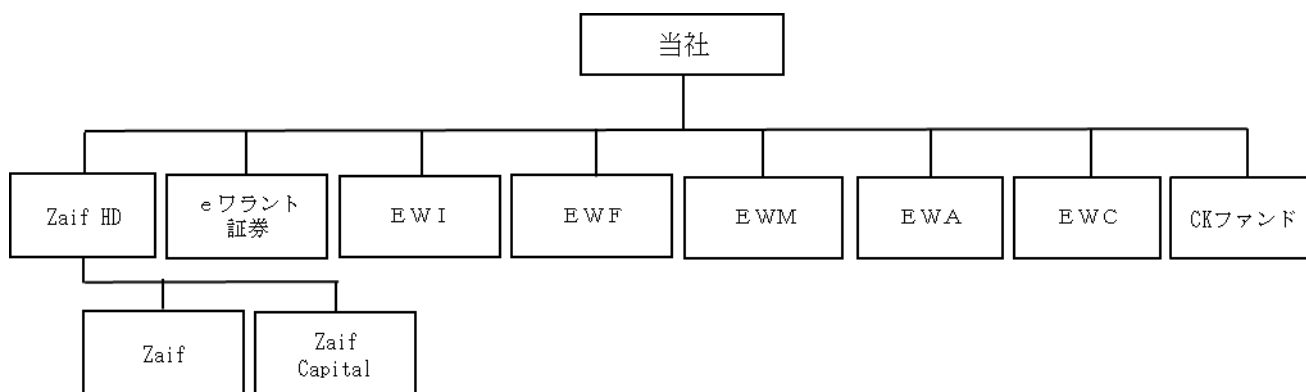 当社
Zaif HD
eワラント
証券
ＥＷＩ
ＥＷＦ
ＥＷＭ
ＥＷＡ
ＥＷＣ
CKファンド
Zaif
Zaif
Capital